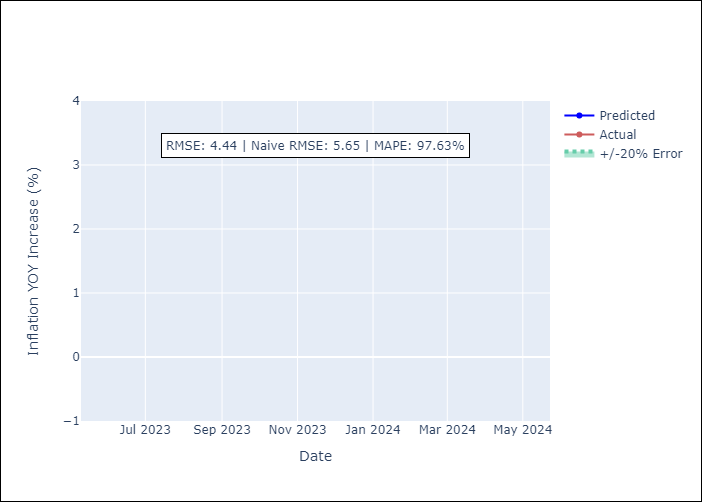 RMSE: 4.44 | Naive RMSE: 5.65 | MAPE: 97.63%
Predicted
Actual
+/-20% Error
Inflation YOY Increase (%)
4
3
2
1
0
−1
Jul 2023
Sep 2023
Nov 2023
Jan 2024
Mar 2024
May 2024
Date